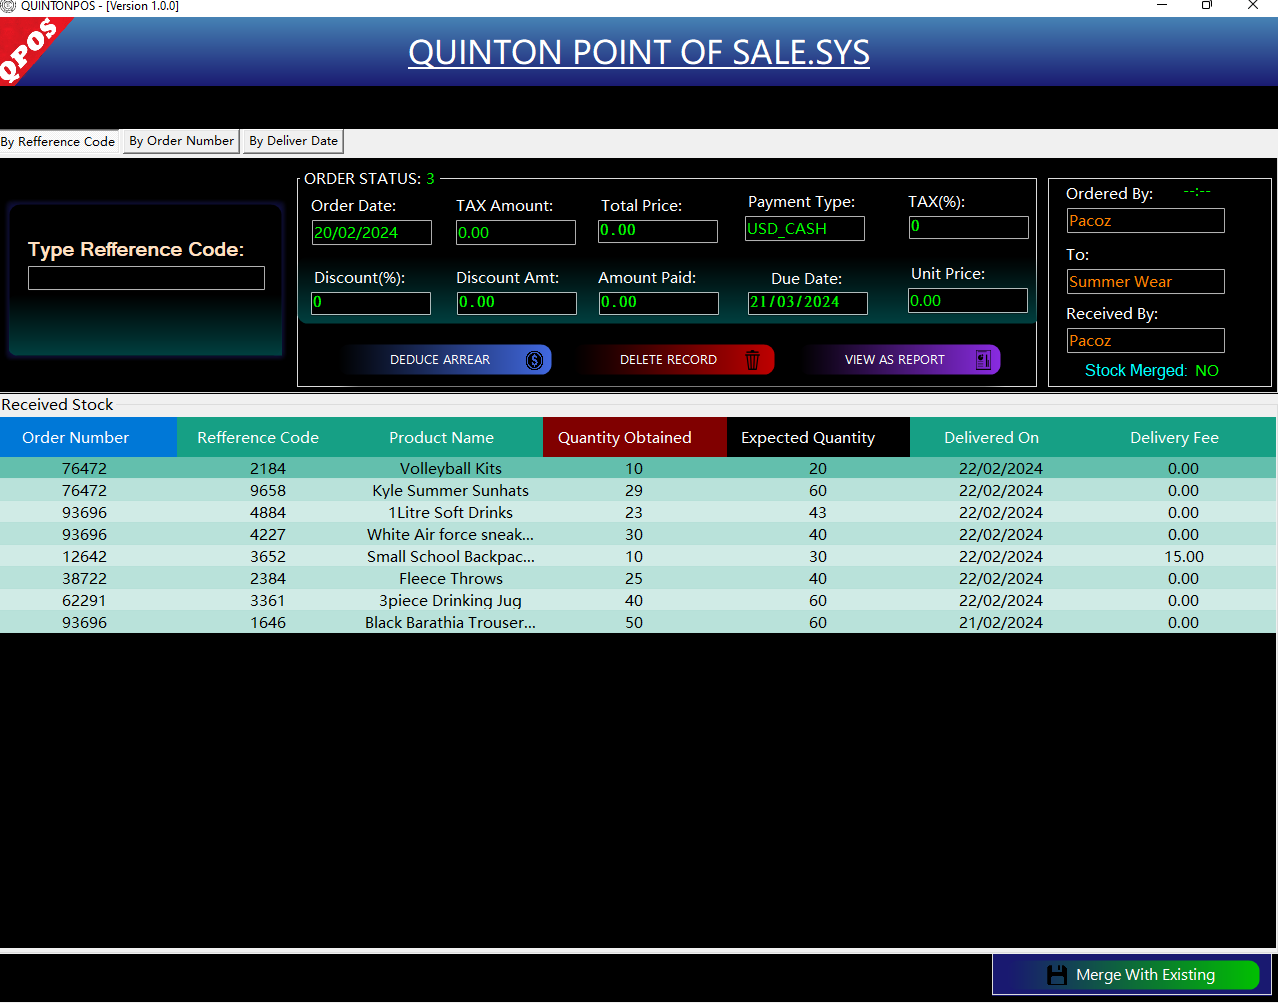 QUINTONPOS - [Version 1.0.0]
QPOS
QUINTON POINT OF SALE.SYS
By Refference Code By Order Number By Deliver Date
Type Refference Code:
ORDER STATUS: 3
Order Date: TAX Amount: Total Price: Payment Type: TAX(%):
20/02/2024 0.00 0.00 USD_CASH 0
Discount(%): Discount Amt: Amount Paid: Due Date: Unit Price:
0 0.00 0.00 21/03/2024 0.00
DEDUCE ARREAR DELETE RECORD VIEW AS REPORT
Ordered By: --:--
Pacoz
To:
Summer Wear
Received By:
Pacoz
Stock Merged: NO
Received Stock
Order Number Refference Code Product Name Quantity Obtained Expected Quantity Delivered On Delivery Fee
76472 2184 Volleyball Kits 10 20 22/02/2024 0.00
76472 9658 Kyle Summer Sunhats 29 60 22/02/2024 0.00
93696 4884 1Litre Soft Drinks 23 43 22/02/2024 0.00
93696 4227 White Air force sneak... 30 40 22/02/2024 0.00
12642 3652 Small School Backpac... 10 30 22/02/2024 15.00
38722 2384 Fleece Throws 25 40 22/02/2024 0.00
62291 3361 3piece Drinking Jug 40 60 22/02/2024 0.00
93696 1646 Black Barathia Trouser... 50 60 21/02/2024 0.00
Merge With Existing